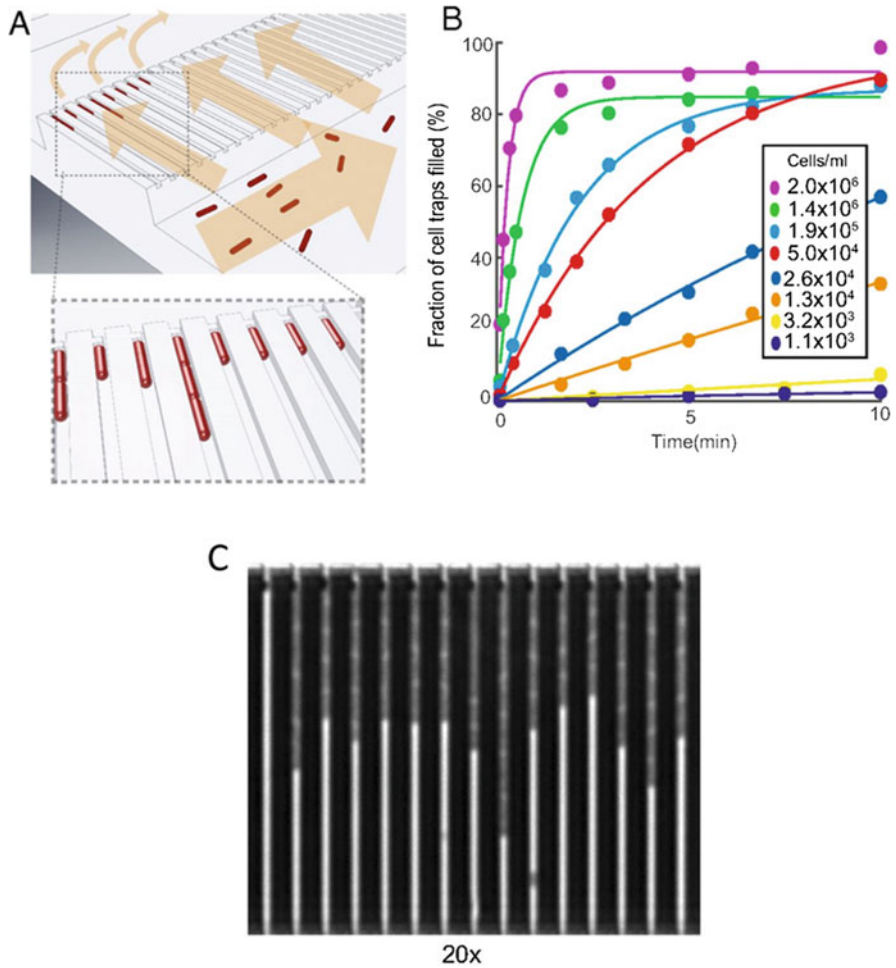 A
B
Fraction of cell traps filled (%)
100
80
60
40
20
0
0
5
10
Time(min)
Cells/ml
2.0x10⁶
1.4x10⁶
1.9x10⁵
5.0x10⁴
2.6x10⁴
1.3x10⁴
3.2x10³
1.1x10³
C
20x